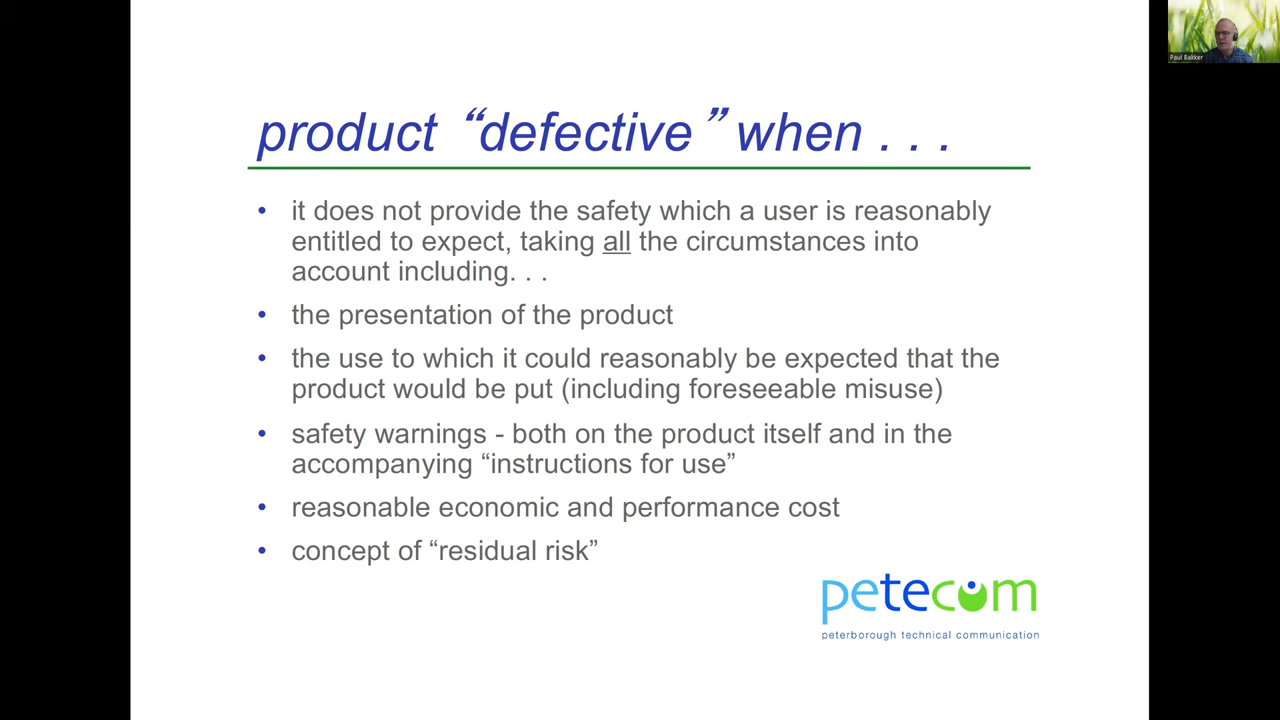 product “defective” when . . .
• it does not provide the safety which a user is reasonably
entitled to expect, taking all the circumstances into
account including. . .
• the presentation of the product
• the use to which it could reasonably be expected that the
product would be put (including foreseeable misuse)
• safety warnings - both on the product itself and in the
accompanying “instructions for use”
• reasonable economic and performance cost
• concept of “residual risk”
petecom
peterborough technical communication
Paul Bakker